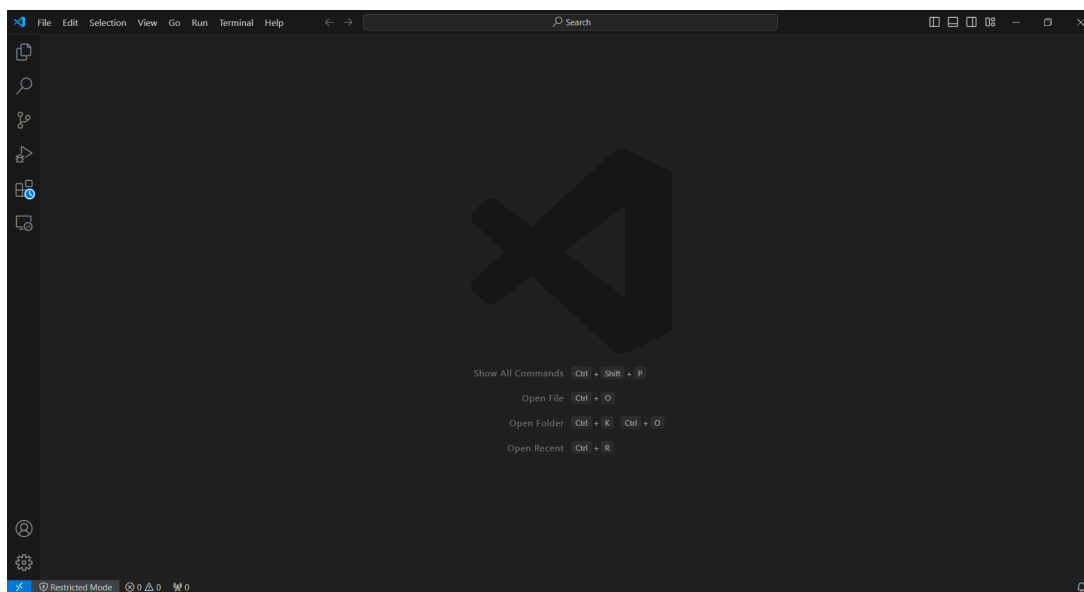 File Edit Selection View Go Run Terminal Help Search
Show All Commands Ctrl + Shift + P
Open File Ctrl + O
Open Folder Ctrl + K Ctrl + O
Open Recent Ctrl + R
Restricted Mode 0 0 0